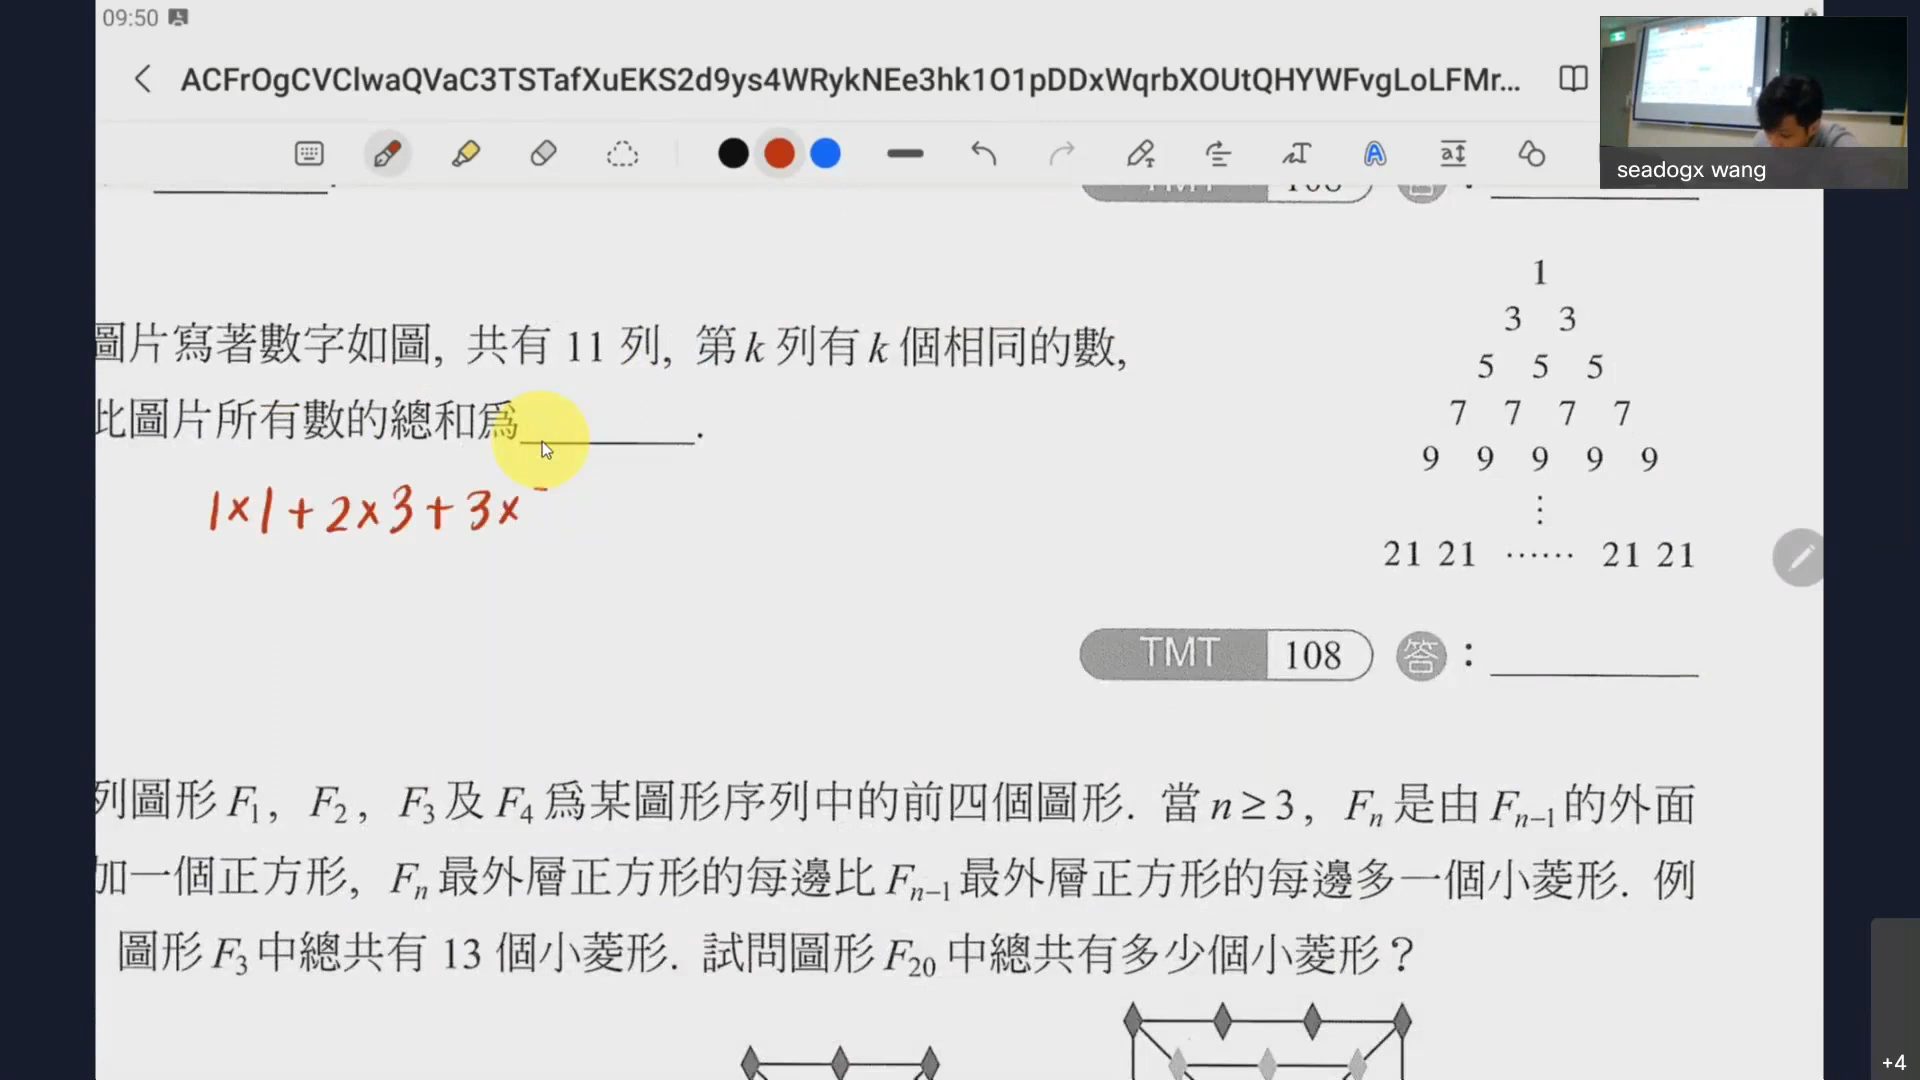 09:50
ACFrOgCVClwaQVaC3TSTafXuEKS2d9ys4WRykNEe3hk1O1pDDxWqrbXOUtQHYWFvgLoLFMr...
seadogx wang
圖片寫著數字如圖, 共有 11 列, 第 k 列有 k 個相同的數,
此圖片所有數的總和爲________.
1×1+2×3+3×
1
3 3
5 5 5
7 7 7 7
9 9 9 9 9
⋮
21 21 ⋯⋯ 21 21
TMT 108 答 :
列圖形 F₁, F₂, F₃ 及 F₄ 爲某圖形序列中的前四個圖形. 當 n ≥ 3, Fₙ 是由 Fₙ₋₁ 的外面
加一個正方形, Fₙ 最外層正方形的每邊比 Fₙ₋₁ 最外層正方形的每邊多一個小菱形. 例
圖形 F₃ 中總共有 13 個小菱形. 試問圖形 F₂₀ 中總共有多少個小菱形？
+4